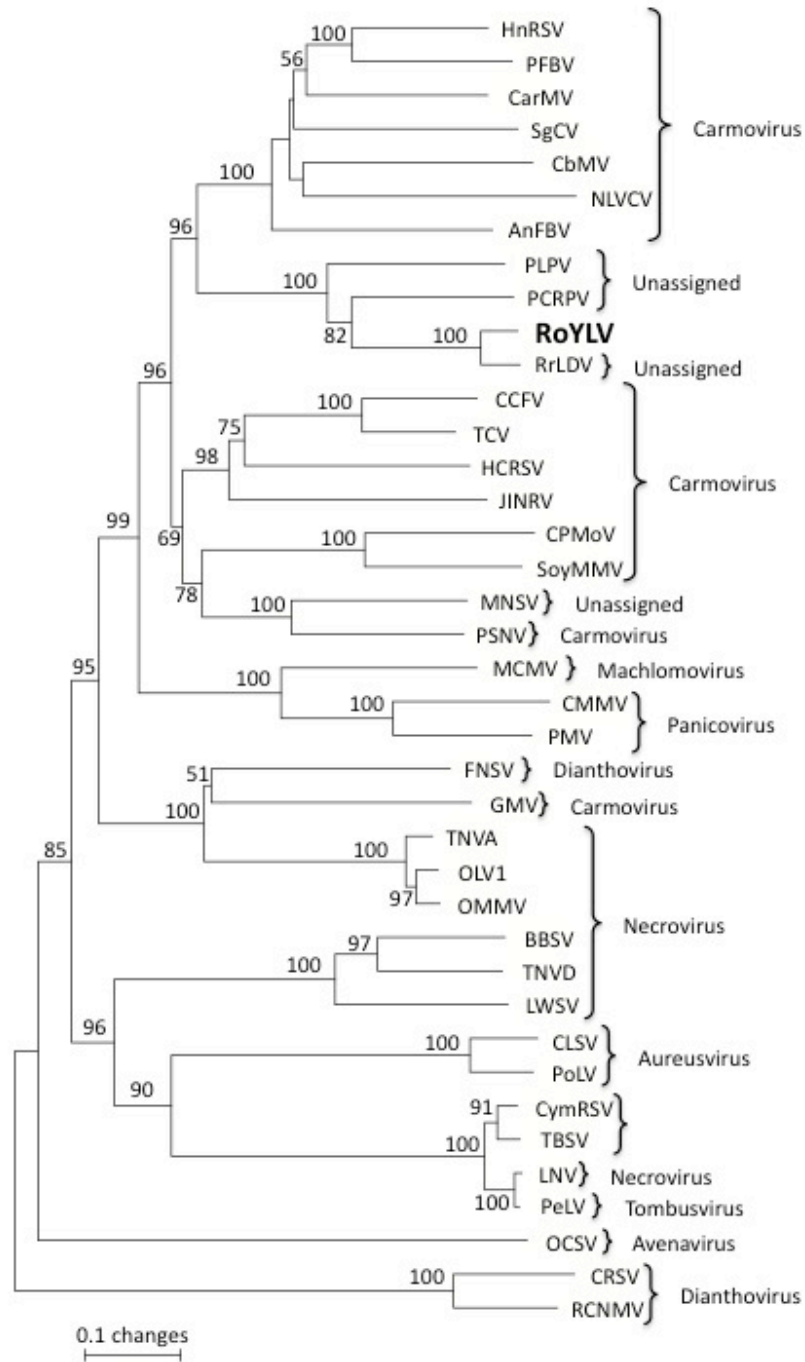 100 HnRSV
56 PFBV
CarMV
SgCV Carmovirus
CbMV
100
NLVCV
96 AnFBV
PLPV
100 Unassigned
PCRPV
82 100 RoYLV
RrLDV } Unassigned
96
100 CCFV
75 TCV
98 HCRSV
Carmovirus
JINRV
99
69 100 CPMoV
78 SoyMMV
100 MNSV } Unassigned
PSNV } Carmovirus
95
100 MCMV } Machlomovirus
100 CMMV
Panicovirus
PMV
51 FNSV } Dianthovirus
100 GMV } Carmovirus
85 100 TNVA
OLV1
97 OMMV
Necrovirus
97 BBSV
100 TNVD
LWSV
96
100 CLSV
Aureusvirus
90 PoLV
91 CymRSV
100 TBSV
LNV } Necrovirus
100 PeLV } Tombusvirus
OCSV } Avenavirus
100 CRSV
Dianthovirus
RCNMV
0.1 changes